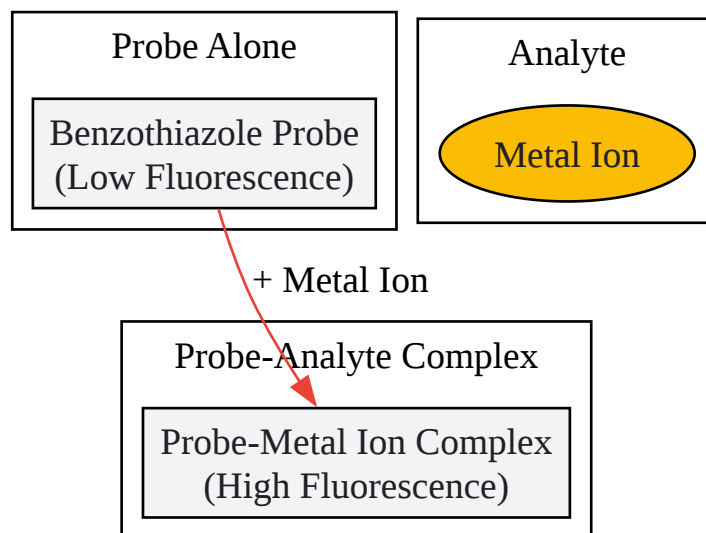 Probe Alone
Benzothiazole Probe
(Low Fluorescence)
Analyte
Metal Ion
+ Metal Ion
Probe-Analyte Complex
Probe-Metal Ion Complex
(High Fluorescence)